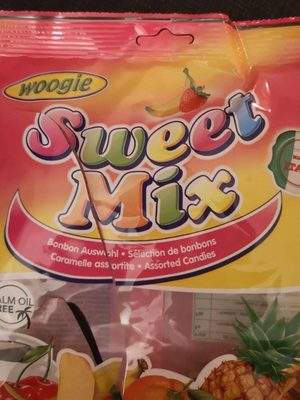 woogie
Sweet
Mix
Bonbon Auswahl • Sélection de bonbons
Caramelle assortite • Assorted Candies
ALM OIL
REE